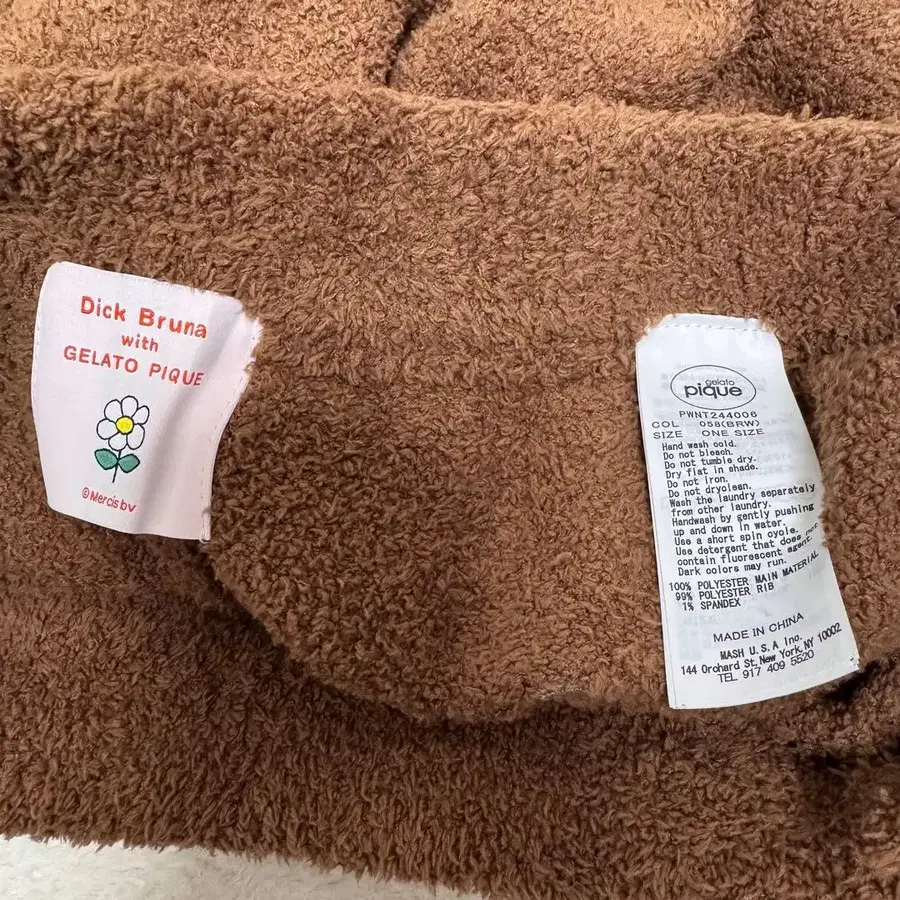 Dick Bruna
with
GELATO PIQUE
© Mercis bv
gelato
pique
PWNT244006
COL 058(BRW)
SIZE ONE SIZE
Hand wash cold.
Do not bleach.
Do not tumble dry.
Dry flat in shade.
Do not iron.
Do not dryclean.
Wash the laundry separately
from other laundry.
Handwash by gently pushing
up and down in water.
Use a short spin cycle.
Use detergent that does not
contain fluorescent agent.
Dark colors may run.
100% POLYESTER MAIN MATERIAL
99% POLYESTER RIB
1% SPANDEX
MADE IN CHINA
MASH U.S.A Inc.
144 Orchard St, New York, NY 10002
TEL 917 409 5520